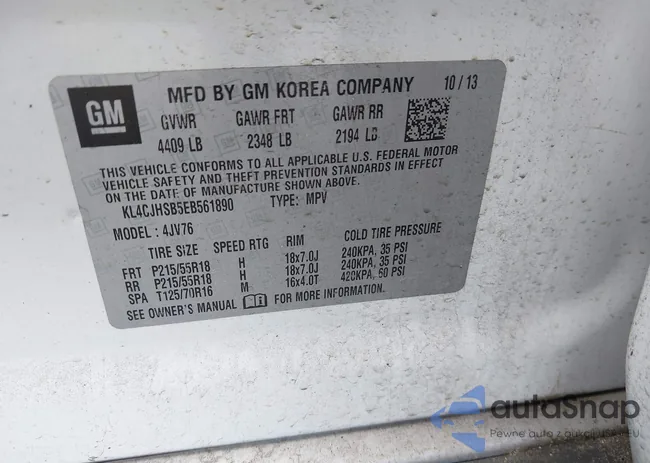 GM
MFD BY GM KOREA COMPANY 10 / 13
GVWR GAWR FRT GAWR RR
4409 LB 2348 LB 2194 LB
THIS VEHICLE CONFORMS TO ALL APPLICABLE U.S. FEDERAL MOTOR
VEHICLE SAFETY AND THEFT PREVENTION STANDARDS IN EFFECT
ON THE DATE OF MANUFACTURE SHOWN ABOVE.
KL4CJHSB5EB561890 TYPE: MPV
MODEL : 4JV76
TIRE SIZE SPEED RTG RIM COLD TIRE PRESSURE
FRT P215/55R18 H 18x7.0J 240KPA, 35 PSI
RR P215/55R18 H 18x7.0J 240KPA, 35 PSI
SPA T125/70R16 M 16x4.0T 420KPA, 60 PSI
SEE OWNER'S MANUAL FOR MORE INFORMATION.
autoSnap
Pewne auto z gwarancją EU